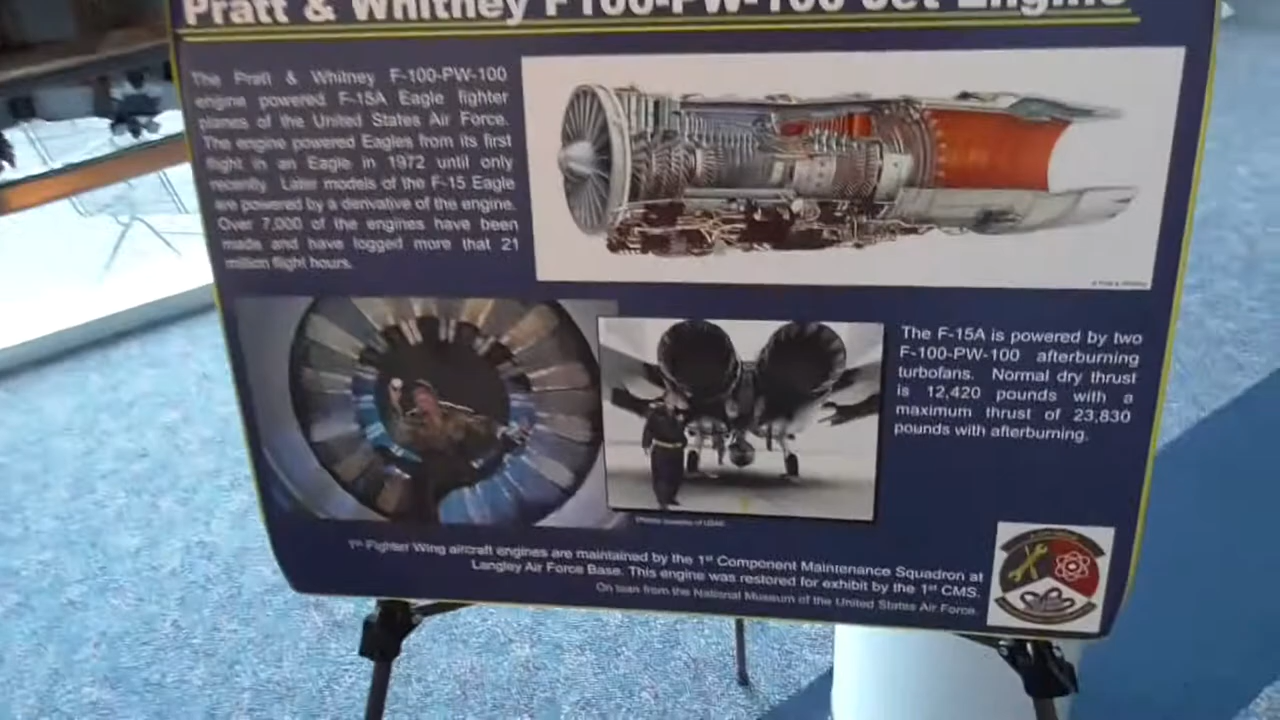 Pratt & Whitney F100-PW-100 Jet Engine
The Pratt & Whitney F-100-PW-100
engine powered F-15A Eagle fighter
planes of the United States Air Force.
The engine powered Eagles from its first
flight in an Eagle in 1972 until only
recently. Later models of the F-15 Eagle
are powered by a derivative of the engine.
Over 7,000 of the engines have been
made and have logged more that 21
million flight hours.
The F-15A is powered by two
F-100-PW-100 afterburning
turbofans. Normal dry thrust
is 12,420 pounds with a
maximum thrust of 23,830
pounds with afterburning.
Photos courtesy of USAF
1st Fighter Wing aircraft engines are maintained by the 1st Component Maintenance Squadron at
Langley Air Force Base. This engine was restored for exhibit by the 1st CMS.
On loan from the National Museum of the United States Air Force.